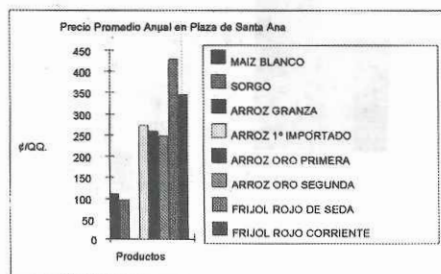 Precio Promedio Anual en Plaza de Santa Ana
450
400
350
300
250
200
150
100
50
0
¢/QQ.
Productos
MAIZ BLANCO
SORGO
ARROZ GRANZA
ARROZ 1ª IMPORTADO
ARROZ ORO PRIMERA
ARROZ ORO SEGUNDA
FRIJOL ROJO DE SEDA
FRIJOL ROJO CORRIENTE